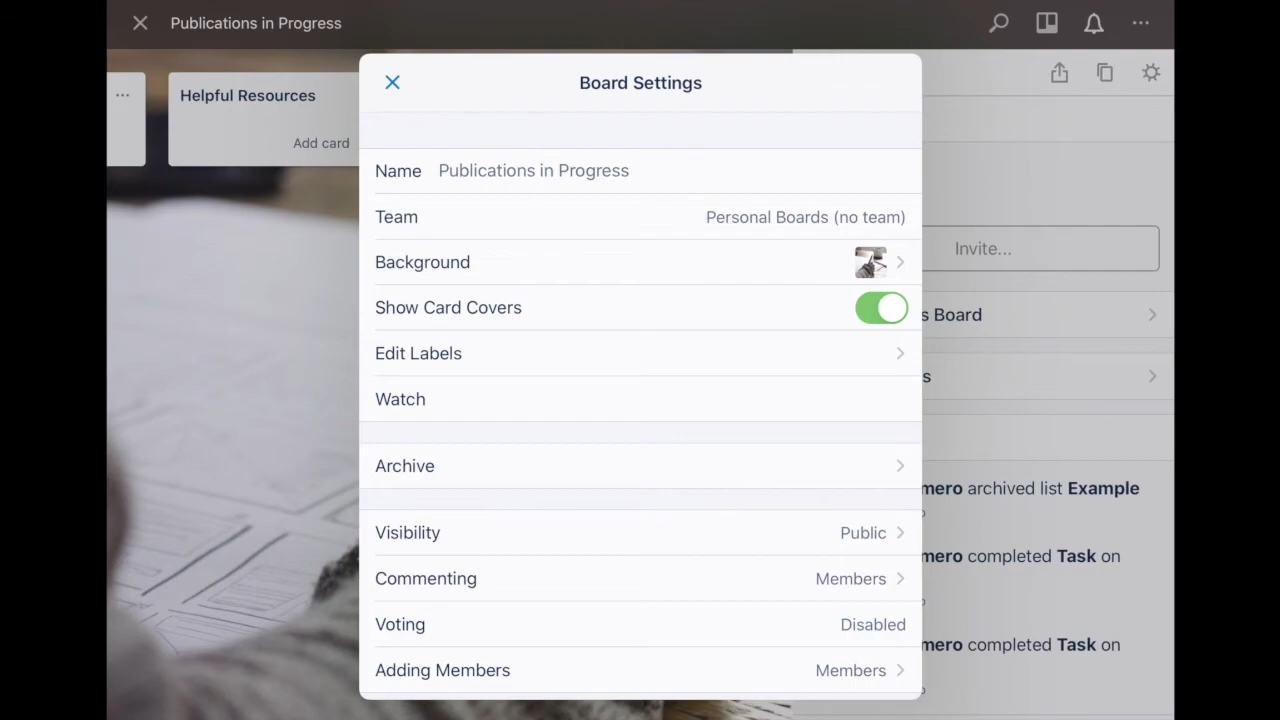 Publications in Progress
Helpful Resources
Add card
Board Settings
Name Publications in Progress
Team Personal Boards (no team)
Background
Show Card Covers
Edit Labels
Watch
Archive
Visibility Public
Commenting Members
Voting Disabled
Adding Members Members
Invite...
s Board
s
mero archived list Example
mero completed Task on
mero completed Task on